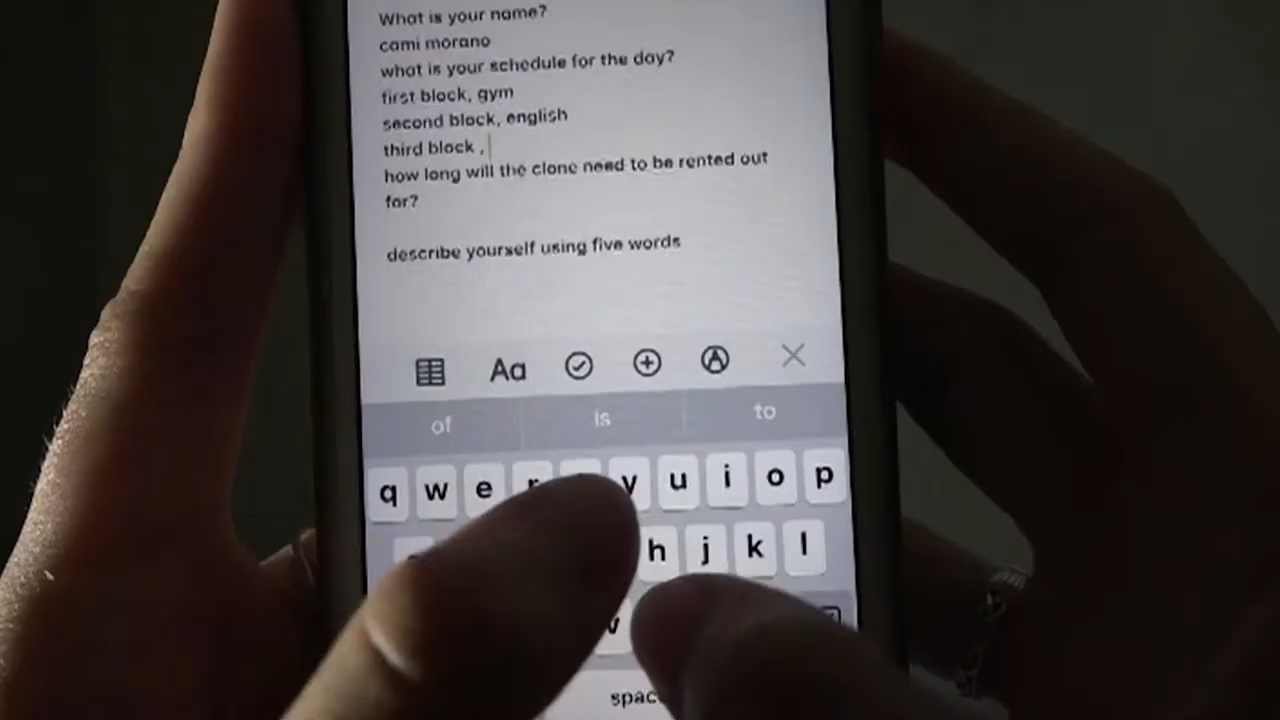 What is your name?
cami morano
what is your schedule for the day?
first block, gym
second block, english
third block ,
how long will the clone need to be rented out
for?
describe yourself using five words
Aa
of is to
q w e r y u i o p
h j k l
v
spac